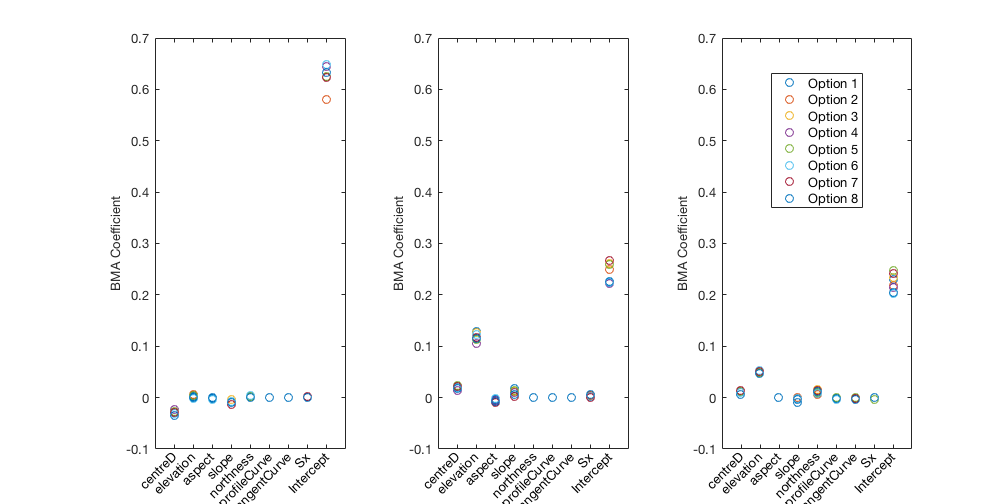 0.7
0.6
0.5
0.4
0.3
0.2
0.1
0
-0.1
BMA Coefficient
centreD
elevation
aspect
slope
northness
profileCurve
angentCurve
Sx
Intercept
0.7
0.6
0.5
0.4
0.3
0.2
0.1
0
-0.1
BMA Coefficient
centreD
elevation
aspect
slope
northness
profileCurve
angentCurve
Sx
Intercept
0.7
0.6
0.5
0.4
0.3
0.2
0.1
0
-0.1
BMA Coefficient
Option 1
Option 2
Option 3
Option 4
Option 5
Option 6
Option 7
Option 8
centreD
elevation
aspect
slope
northness
profileCurve
ngentCurve
Sx
Intercept